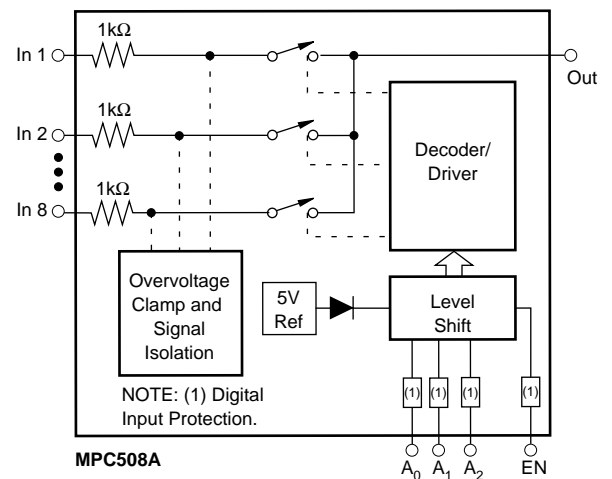 1kΩ
In 1
Out
1kΩ
In 2
Decoder/
Driver
1kΩ
In 8
Overvoltage
Clamp and
Signal
Isolation
5V
Ref
Level
Shift
(1)
(1)
(1)
(1)
NOTE: (1) Digital
Input Protection.
MPC508A
A₀
A₁
A₂
EN